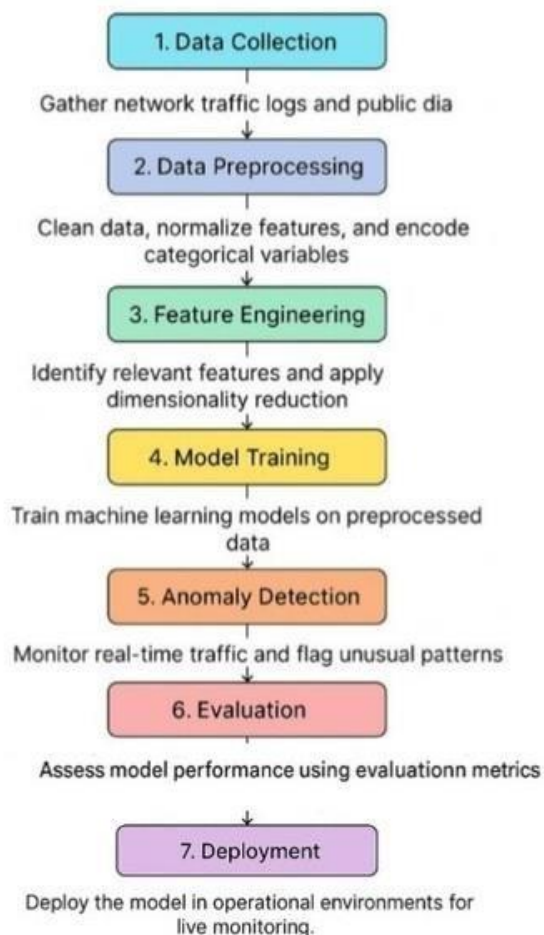 1. Data Collection
Gather network traffic logs and public dia
2. Data Preprocessing
Clean data, normalize features, and encode
categorical variables
3. Feature Engineering
Identify relevant features and apply
dimensionality reduction
4. Model Training
Train machine learning models on preprocessed
data
5. Anomaly Detection
Monitor real-time traffic and flag unusual patterns
6. Evaluation
Assess model performance using evaluationn metrics
7. Deployment
Deploy the model in operational environments for
live monitoring.